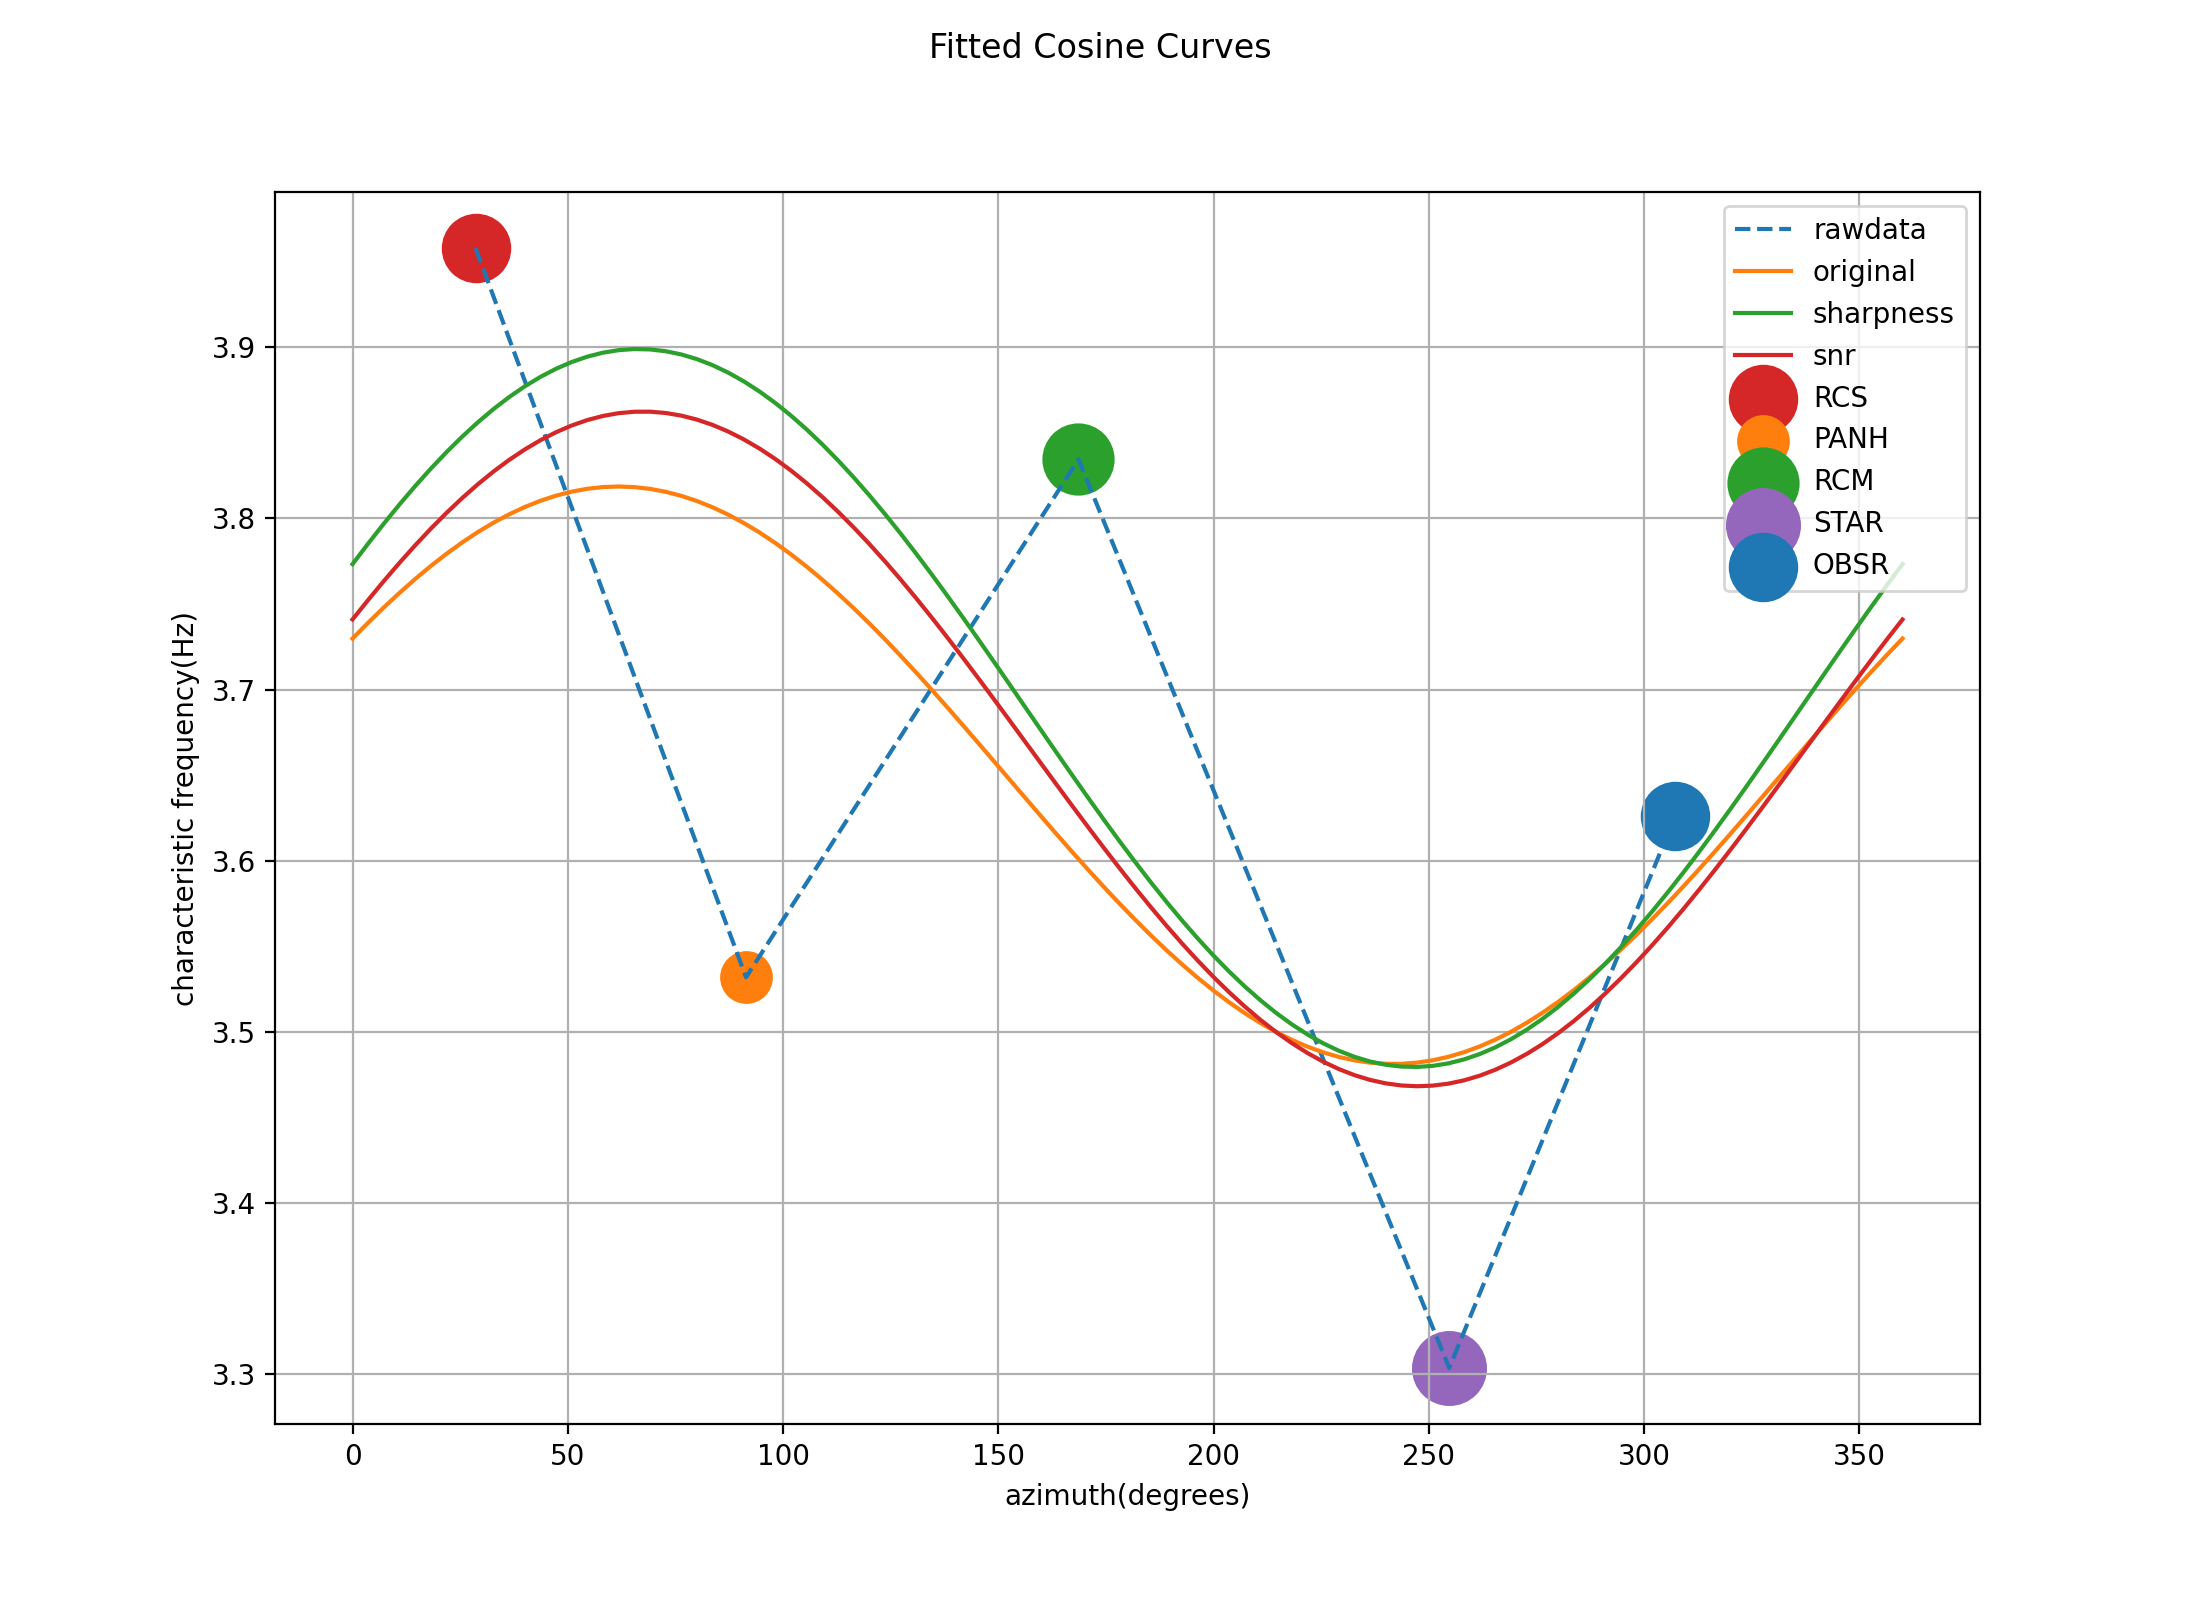 Fitted Cosine Curves
rawdata
original
sharpness
snr
RCS
PANH
RCM
STAR
OBSR
characteristic frequency(Hz)
3.9
3.8
3.7
3.6
3.5
3.4
3.3
0 50 100 150 200 250 300 350
azimuth(degrees)